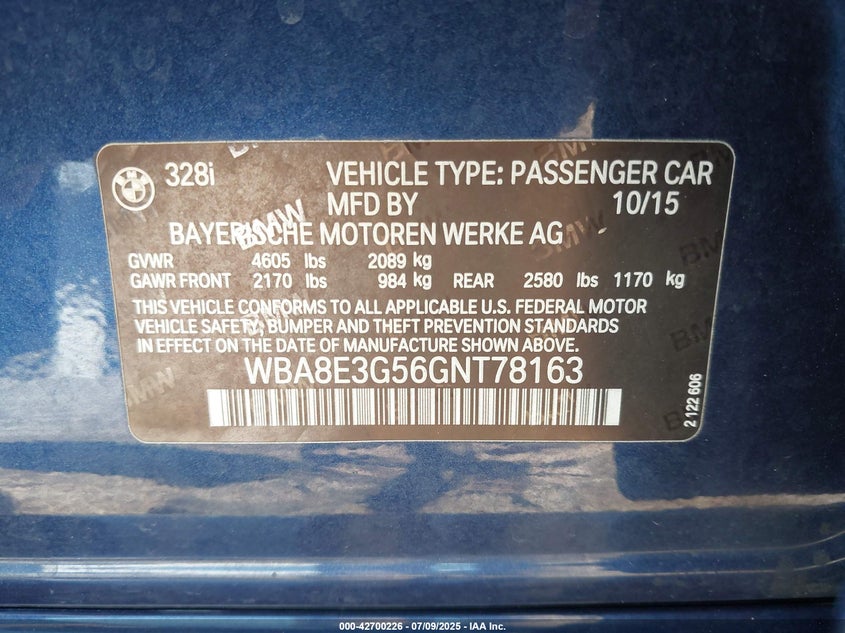 328i VEHICLE TYPE: PASSENGER CAR
MFD BY 10/15
BAYERISCHE MOTOREN WERKE AG
GVWR 4605 lbs 2089 kg
GAWR FRONT 2170 lbs 984 kg REAR 2580 lbs 1170 kg
THIS VEHICLE CONFORMS TO ALL APPLICABLE U.S. FEDERAL MOTOR
VEHICLE SAFETY, BUMPER AND THEFT PREVENTION STANDARDS
IN EFFECT ON THE DATE OF MANUFACTURE SHOWN ABOVE.
WBA8E3G56GNT78163
2 122 606
000-42700226 - 07/09/2025 - IAA Inc.